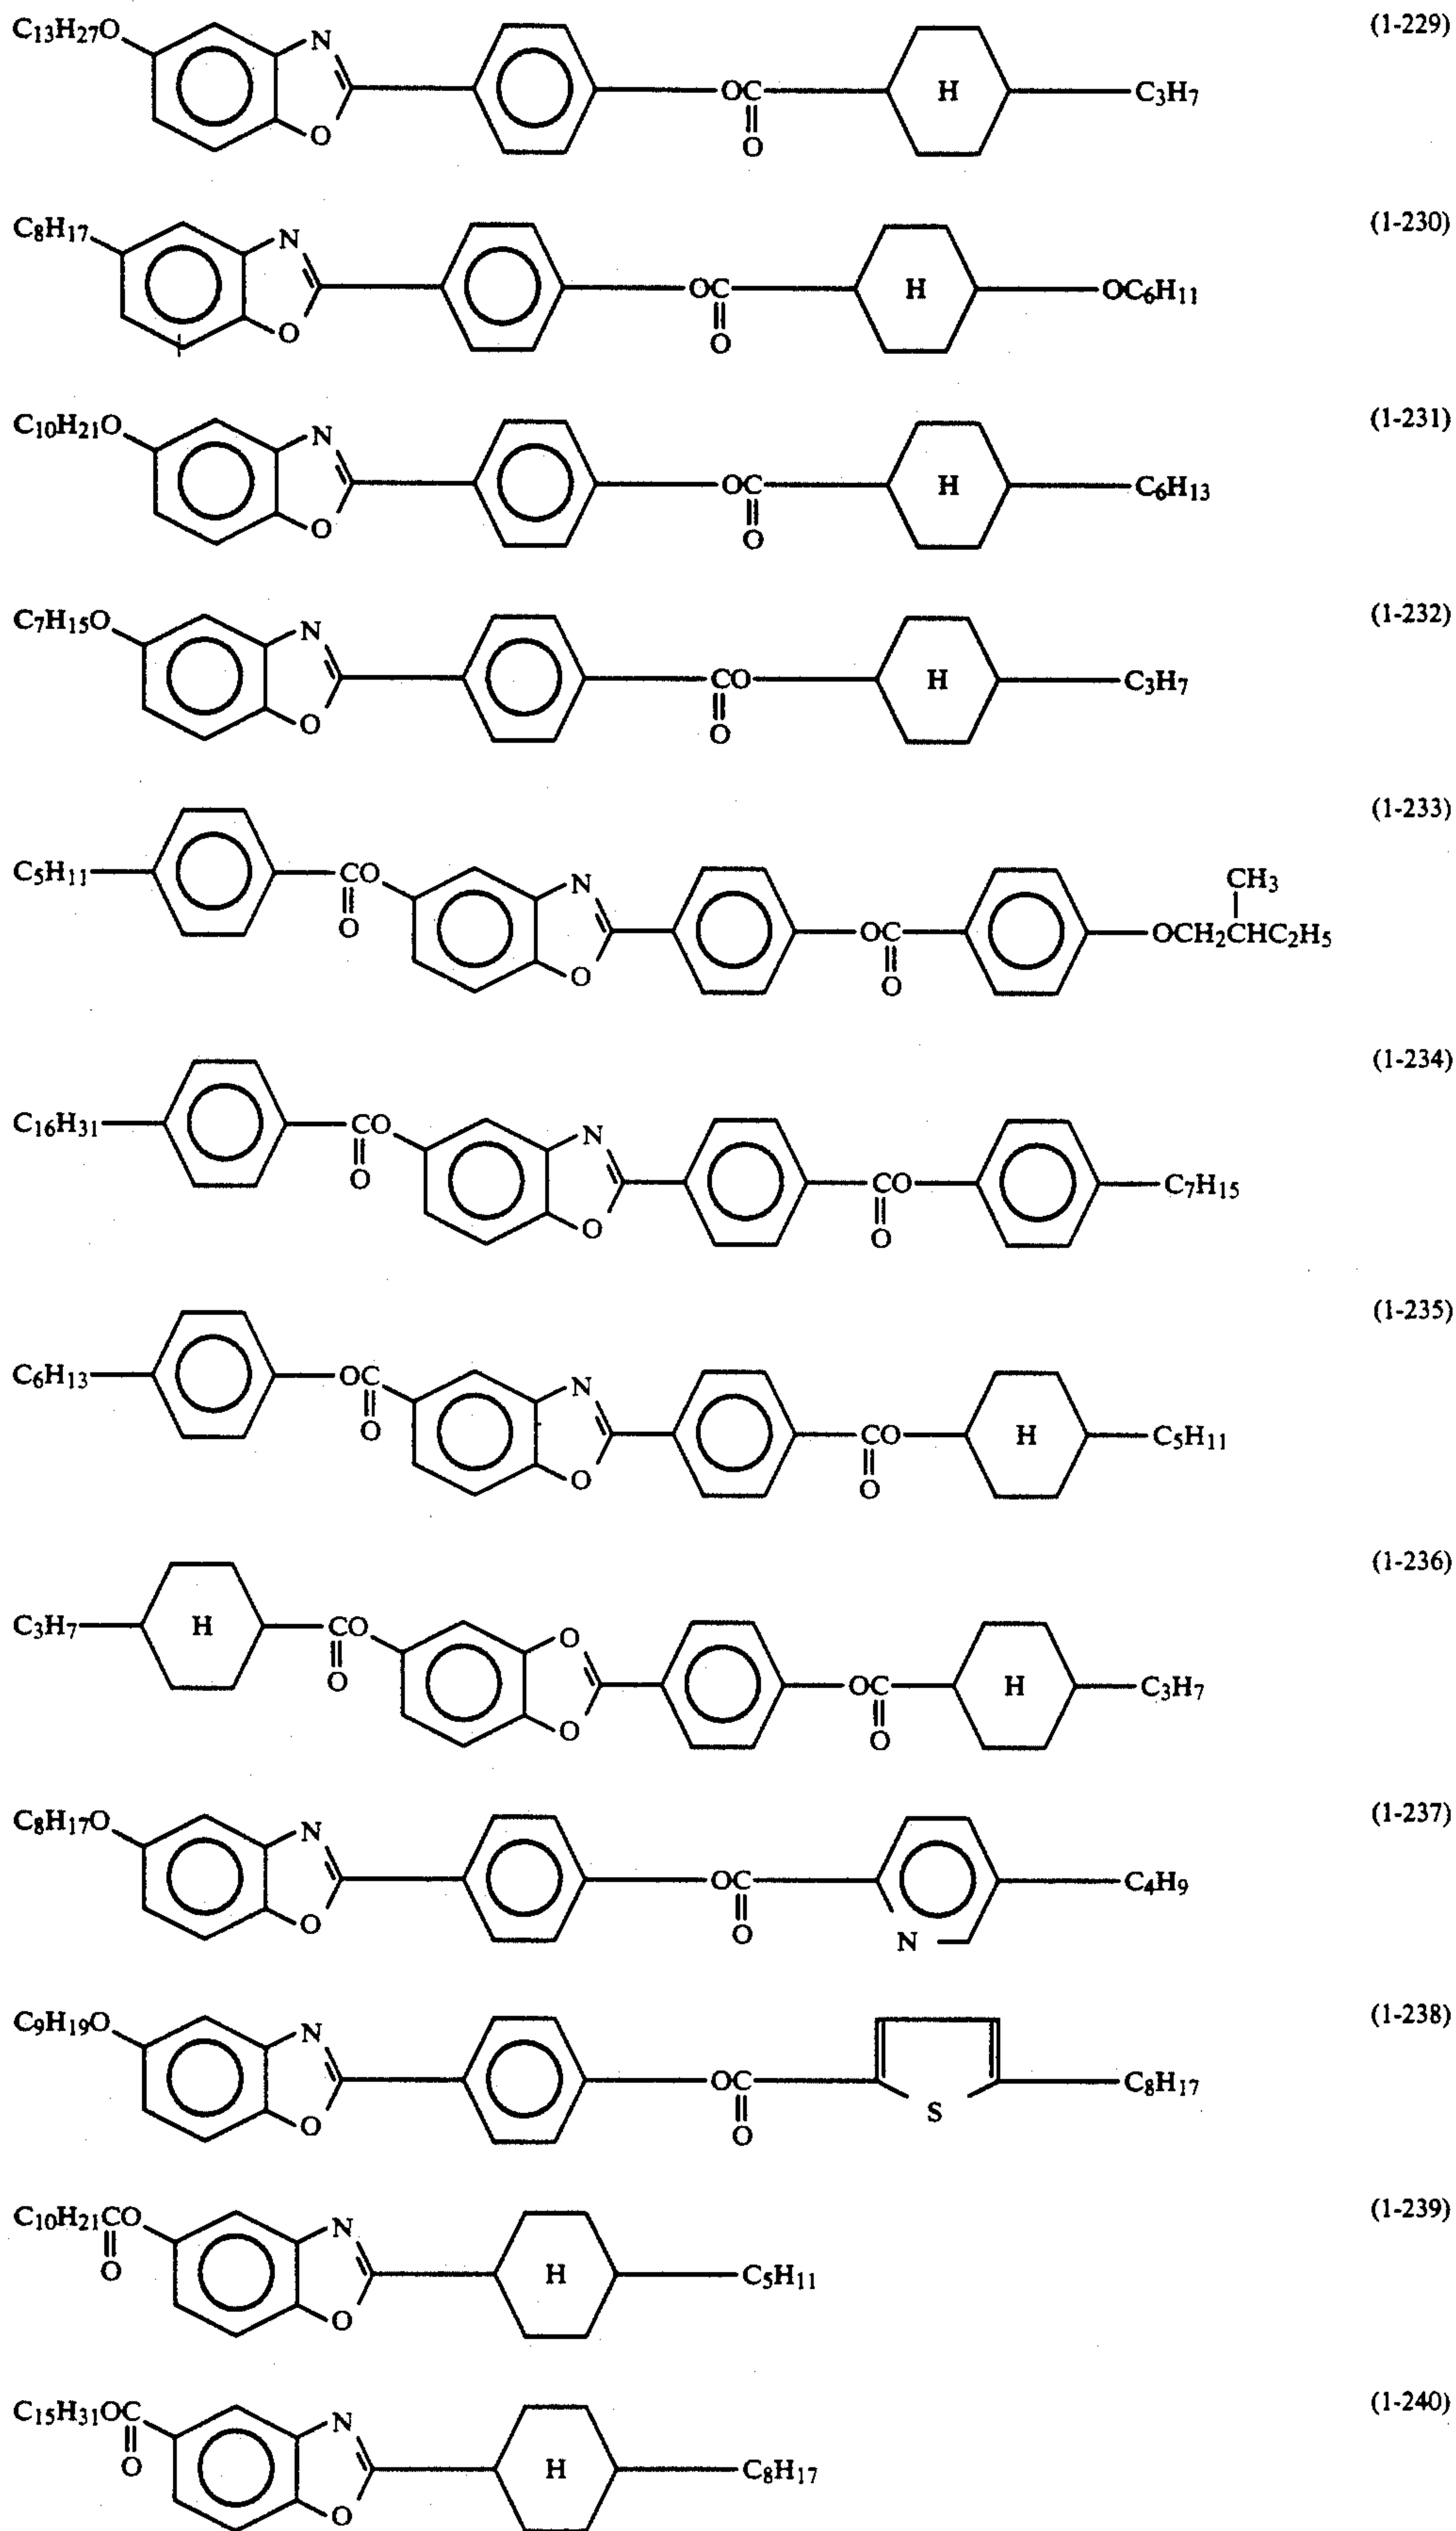 C13H27O N O OC O H C3H7 (1-229)
C8H17 N O OC O H OC6H11 (1-230)
C10H21O N O OC O H C6H13 (1-231)
C7H15O N O CO O H C3H7 (1-232)
C5H11 CO O N O OC O OCH2CHC2H5 CH3 (1-233)
C16H31 CO O N O CO O C7H15 (1-234)
C6H13 OC O N O CO O H C5H11 (1-235)
C3H7 H CO O O O OC O H C3H7 (1-236)
C8H17O N O OC O N C4H9 (1-237)
C9H19O N O OC O S C8H17 (1-238)
C10H21CO O N O H C5H11 (1-239)
C15H31OC O N O H C8H17 (1-240)